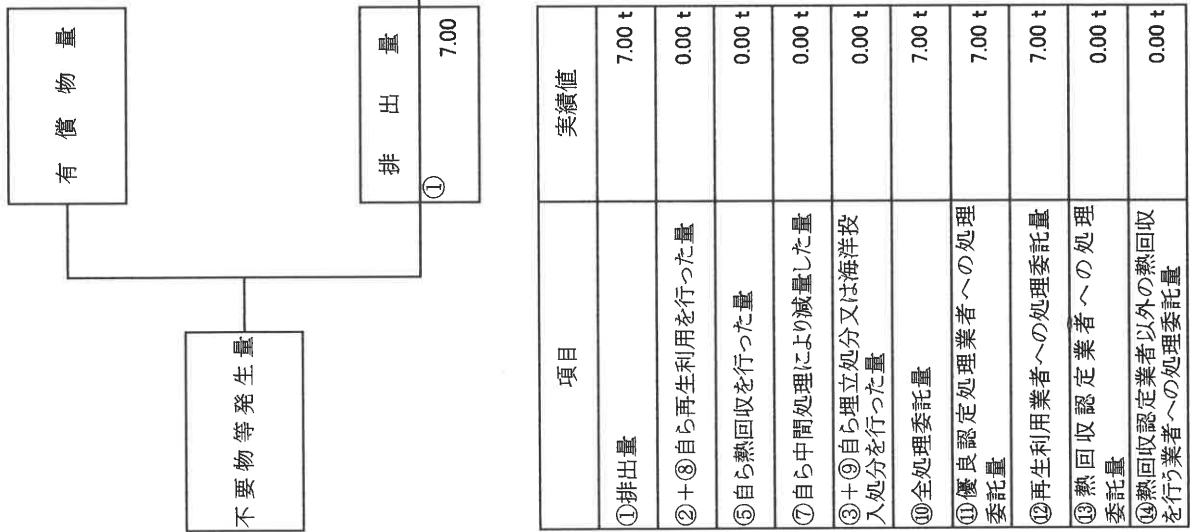 有償物量
不要物等発生量
排出量
①
7.00
項目 実績値
①排出量 7.00 t
②+⑧自ら再生利用を行った量 0.00 t
⑤自ら熱回収を行った量 0.00 t
⑦自ら中間処理により減量した量 0.00 t
③+⑨自ら埋立処分又は海洋投 0.00 t
入処分を行った量
⑩全処理委託量 7.00 t
⑪優良認定処理業者への処理 7.00 t
委託量
⑫再生利用業者への処理委託量 7.00 t
⑬熱回収認定業者への処理 0.00 t
委託量
⑭熱回収認定業者以外の熱回収 0.00 t
を行う業者への処理委託量